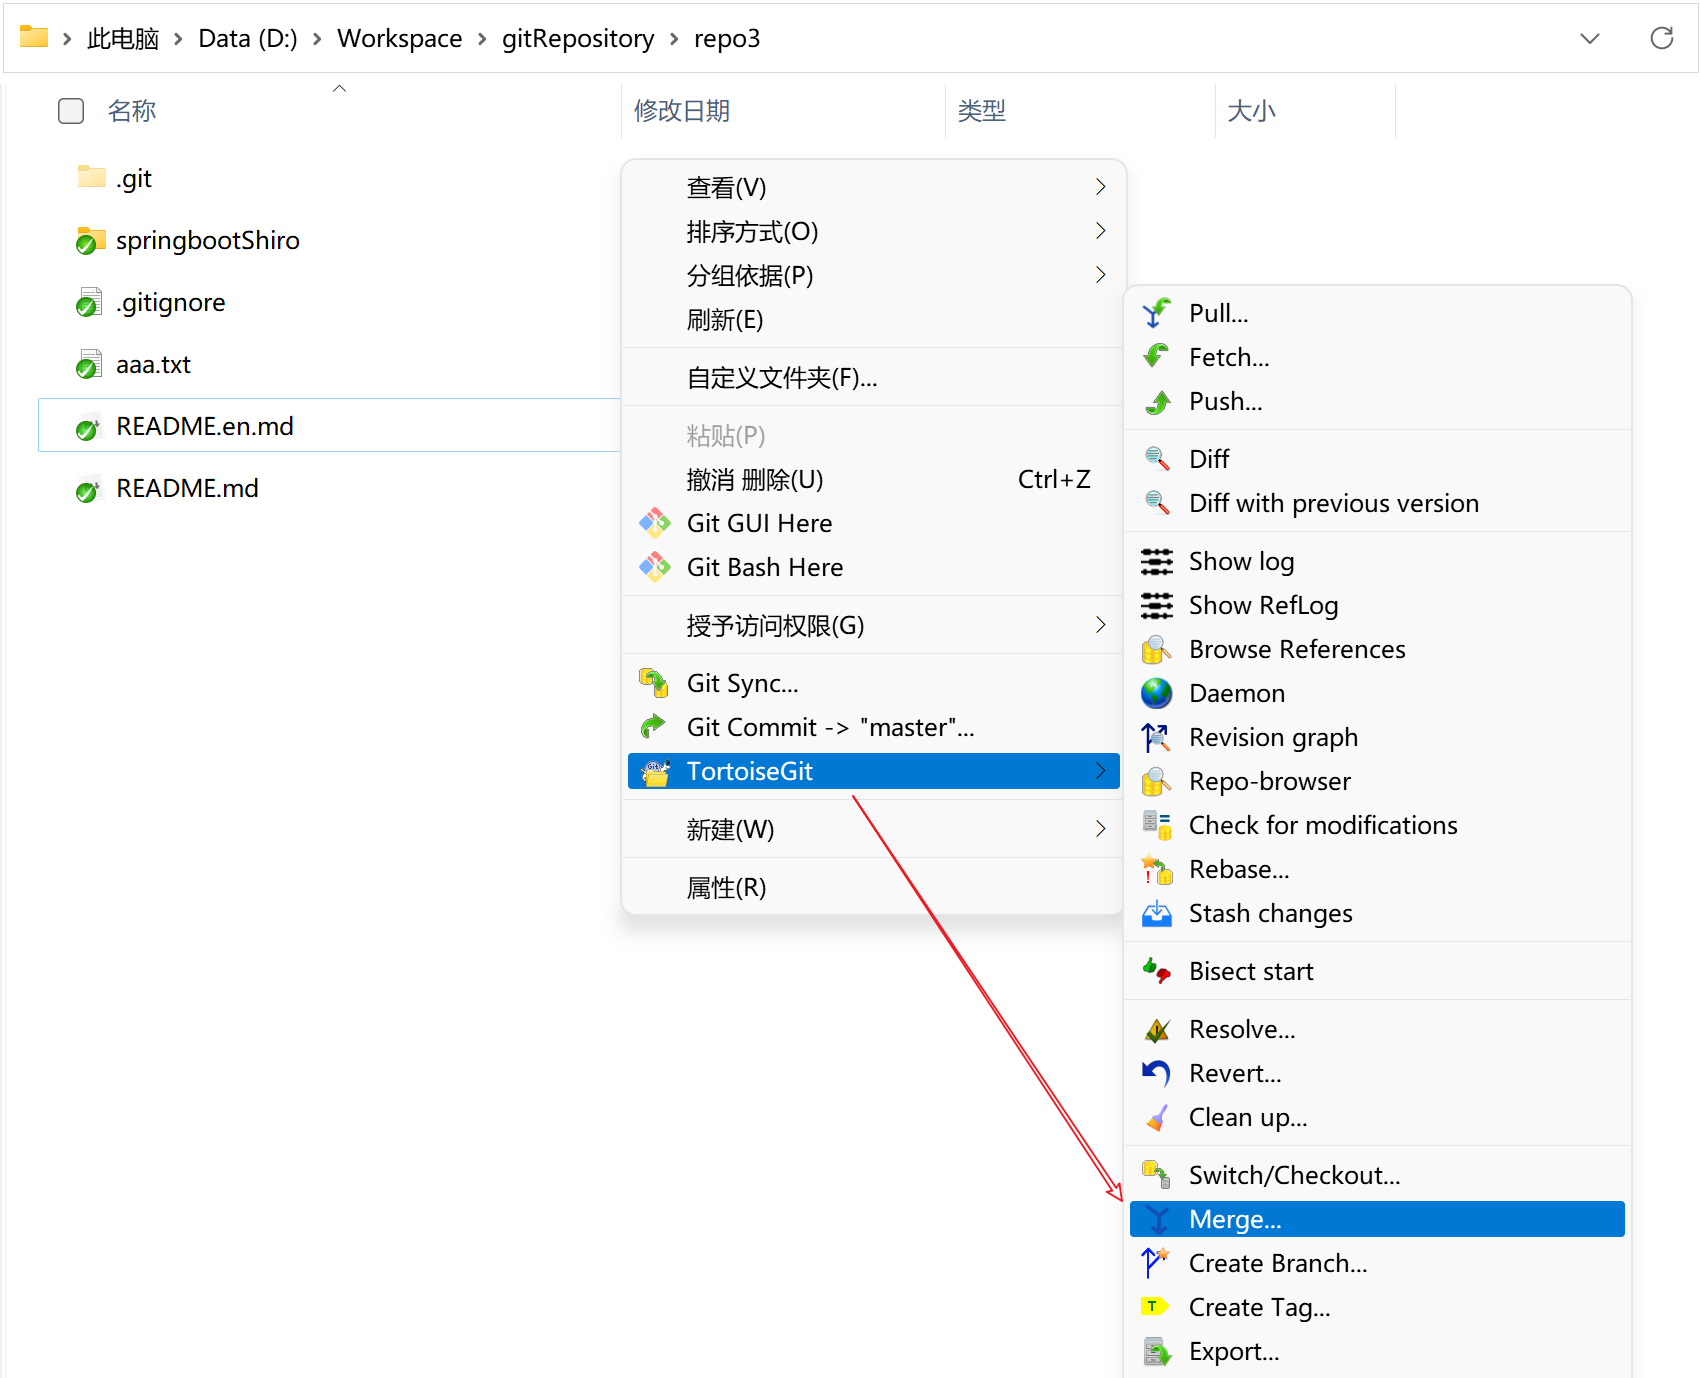 此电脑 > Data (D:) > Workspace > gitRepository > repo3
名称 修改日期 类型 大小
.git
springbootShiro
.gitignore
aaa.txt
README.en.md
README.md
查看(V)
排序方式(O)
分组依据(P)
刷新(E)
自定义文件夹(F)...
粘贴(P)
撤消 删除(U) Ctrl+Z
Git GUI Here
Git Bash Here
授予访问权限(G)
Git Sync...
Git Commit -> "master"...
TortoiseGit
新建(W)
属性(R)
Pull...
Fetch...
Push...
Diff
Diff with previous version
Show log
Show RefLog
Browse References
Daemon
Revision graph
Repo-browser
Check for modifications
Rebase...
Stash changes
Bisect start
Resolve...
Revert...
Clean up...
Switch/Checkout...
Merge...
Create Branch...
Create Tag...
Export...